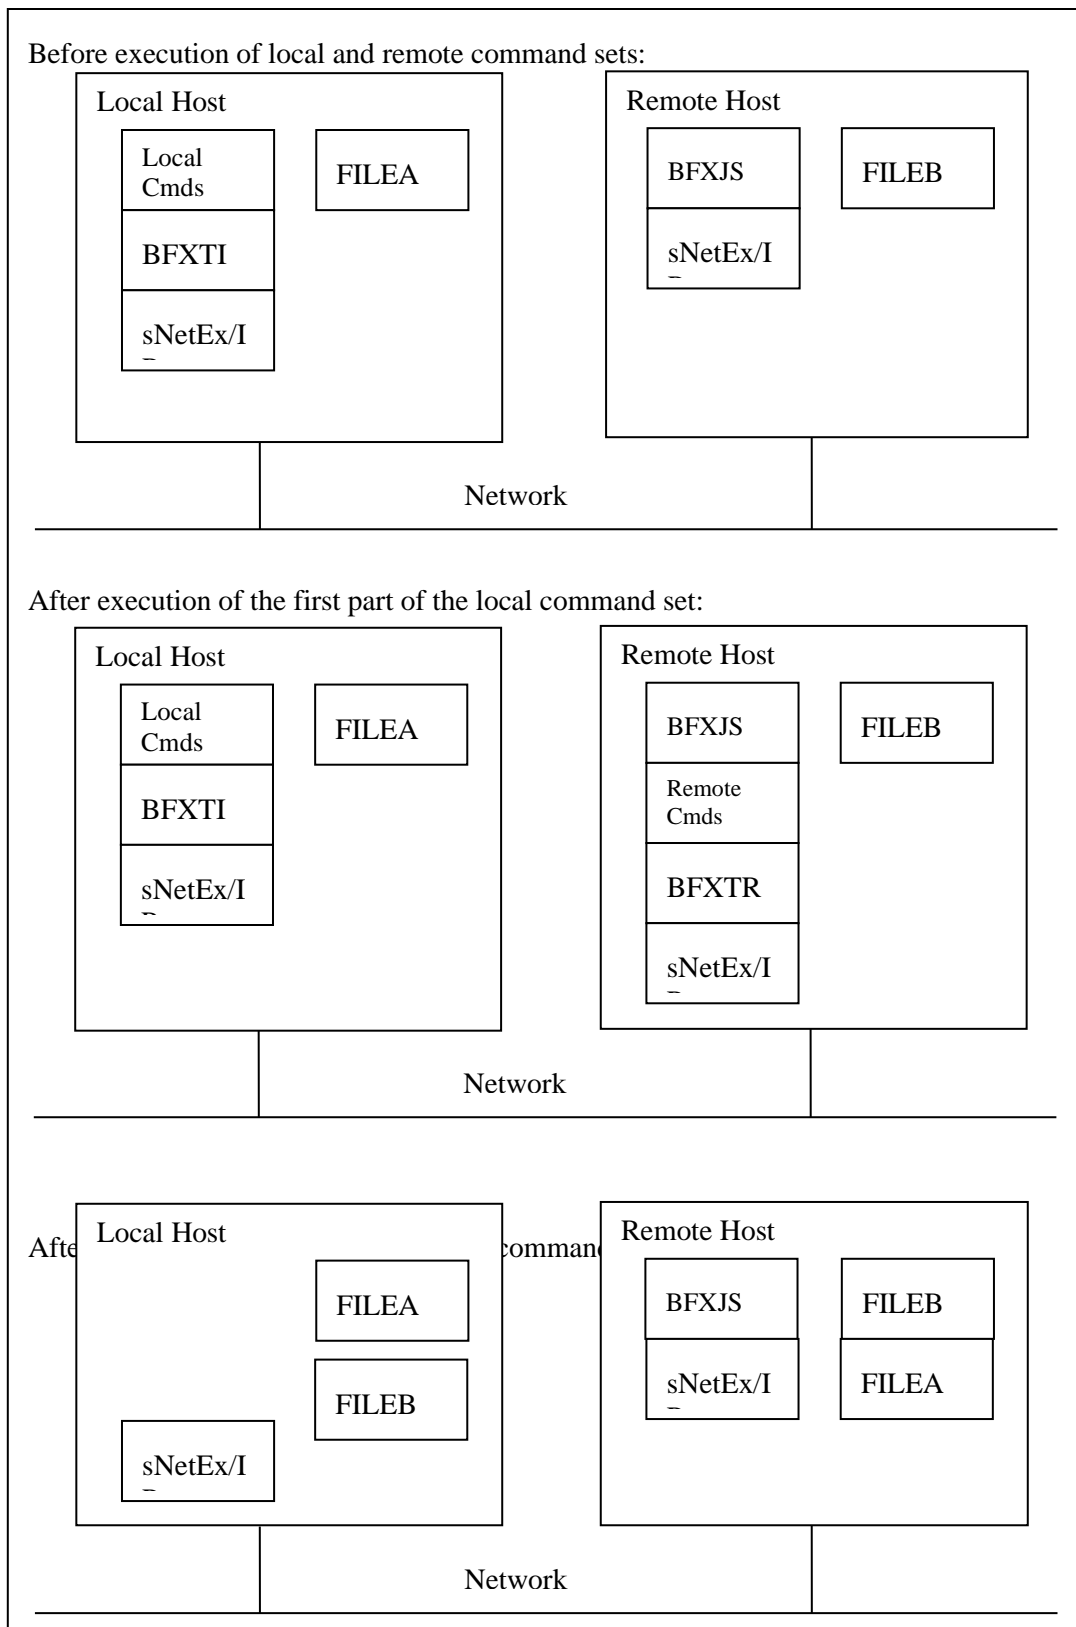 Before execution of local and remote command sets:
Local Host
Local
Cmds
FILEA
BFXTI
sNetEx/I
Remote Host
BFXJS
FILEB
sNetEx/I
Network
After execution of the first part of the local command set:
Local Host
Local
Cmds
FILEA
BFXTI
sNetEx/I
Remote Host
BFXJS
FILEB
Remote
Cmds
BFXTR
sNetEx/I
Network
Local Host
FILEA
FILEB
sNetEx/I
Remote Host
BFXJS
FILEB
sNetEx/I
FILEA
Network